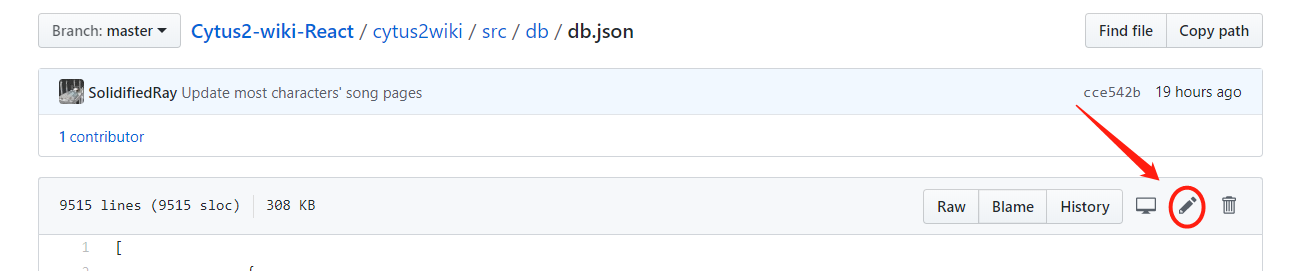 Branch: master Cytus2-wiki-React / cytus2wiki / src / db / db.json Find file Copy path
SolidifiedRay Update most characters' song pages cce542b 19 hours ago
1 contributor
9515 lines (9515 sloc) 308 KB Raw Blame History
1 [